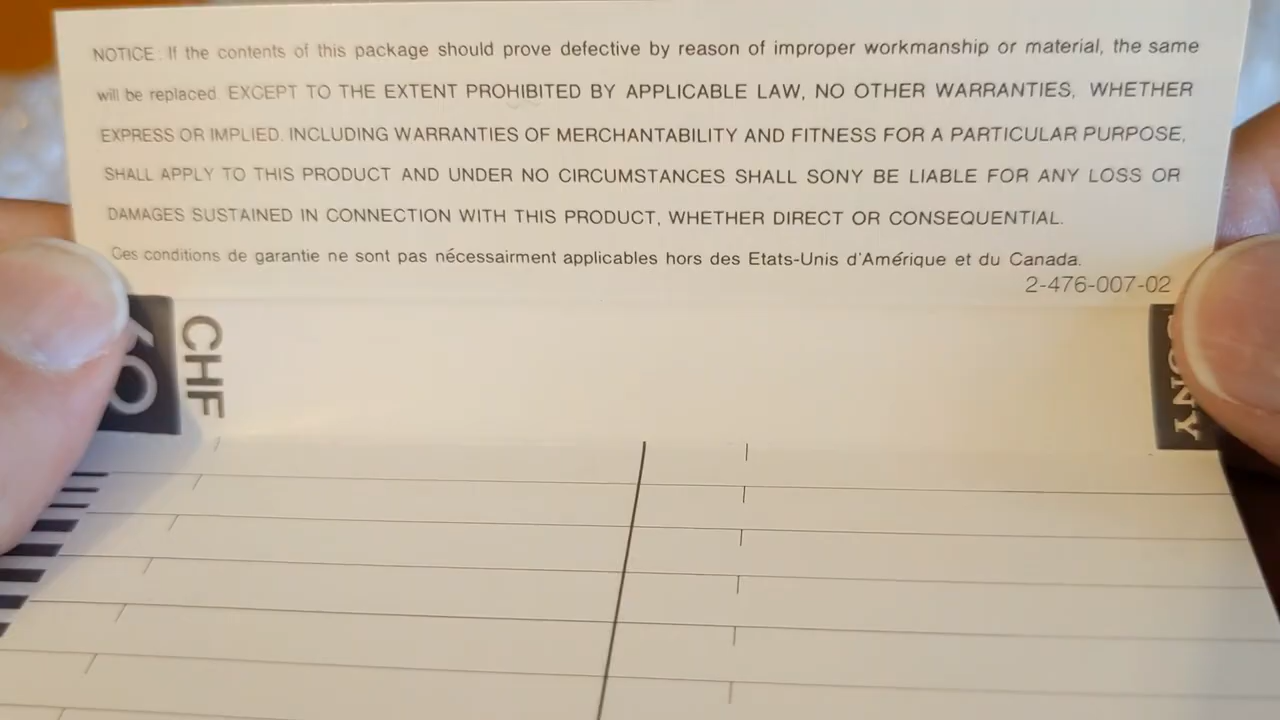 NOTICE: If the contents of this package should prove defective by reason of improper workmanship or material, the same
will be replaced. EXCEPT TO THE EXTENT PROHIBITED BY APPLICABLE LAW, NO OTHER WARRANTIES, WHETHER
EXPRESS OR IMPLIED. INCLUDING WARRANTIES OF MERCHANTABILITY AND FITNESS FOR A PARTICULAR PURPOSE,
SHALL APPLY TO THIS PRODUCT AND UNDER NO CIRCUMSTANCES SHALL SONY BE LIABLE FOR ANY LOSS OR
DAMAGES SUSTAINED IN CONNECTION WITH THIS PRODUCT, WHETHER DIRECT OR CONSEQUENTIAL.
Ces conditions de garantie ne sont pas nécessairment applicables hors des Etats-Unis d'Amérique et du Canada.
2-476-007-02
CHF
SONY